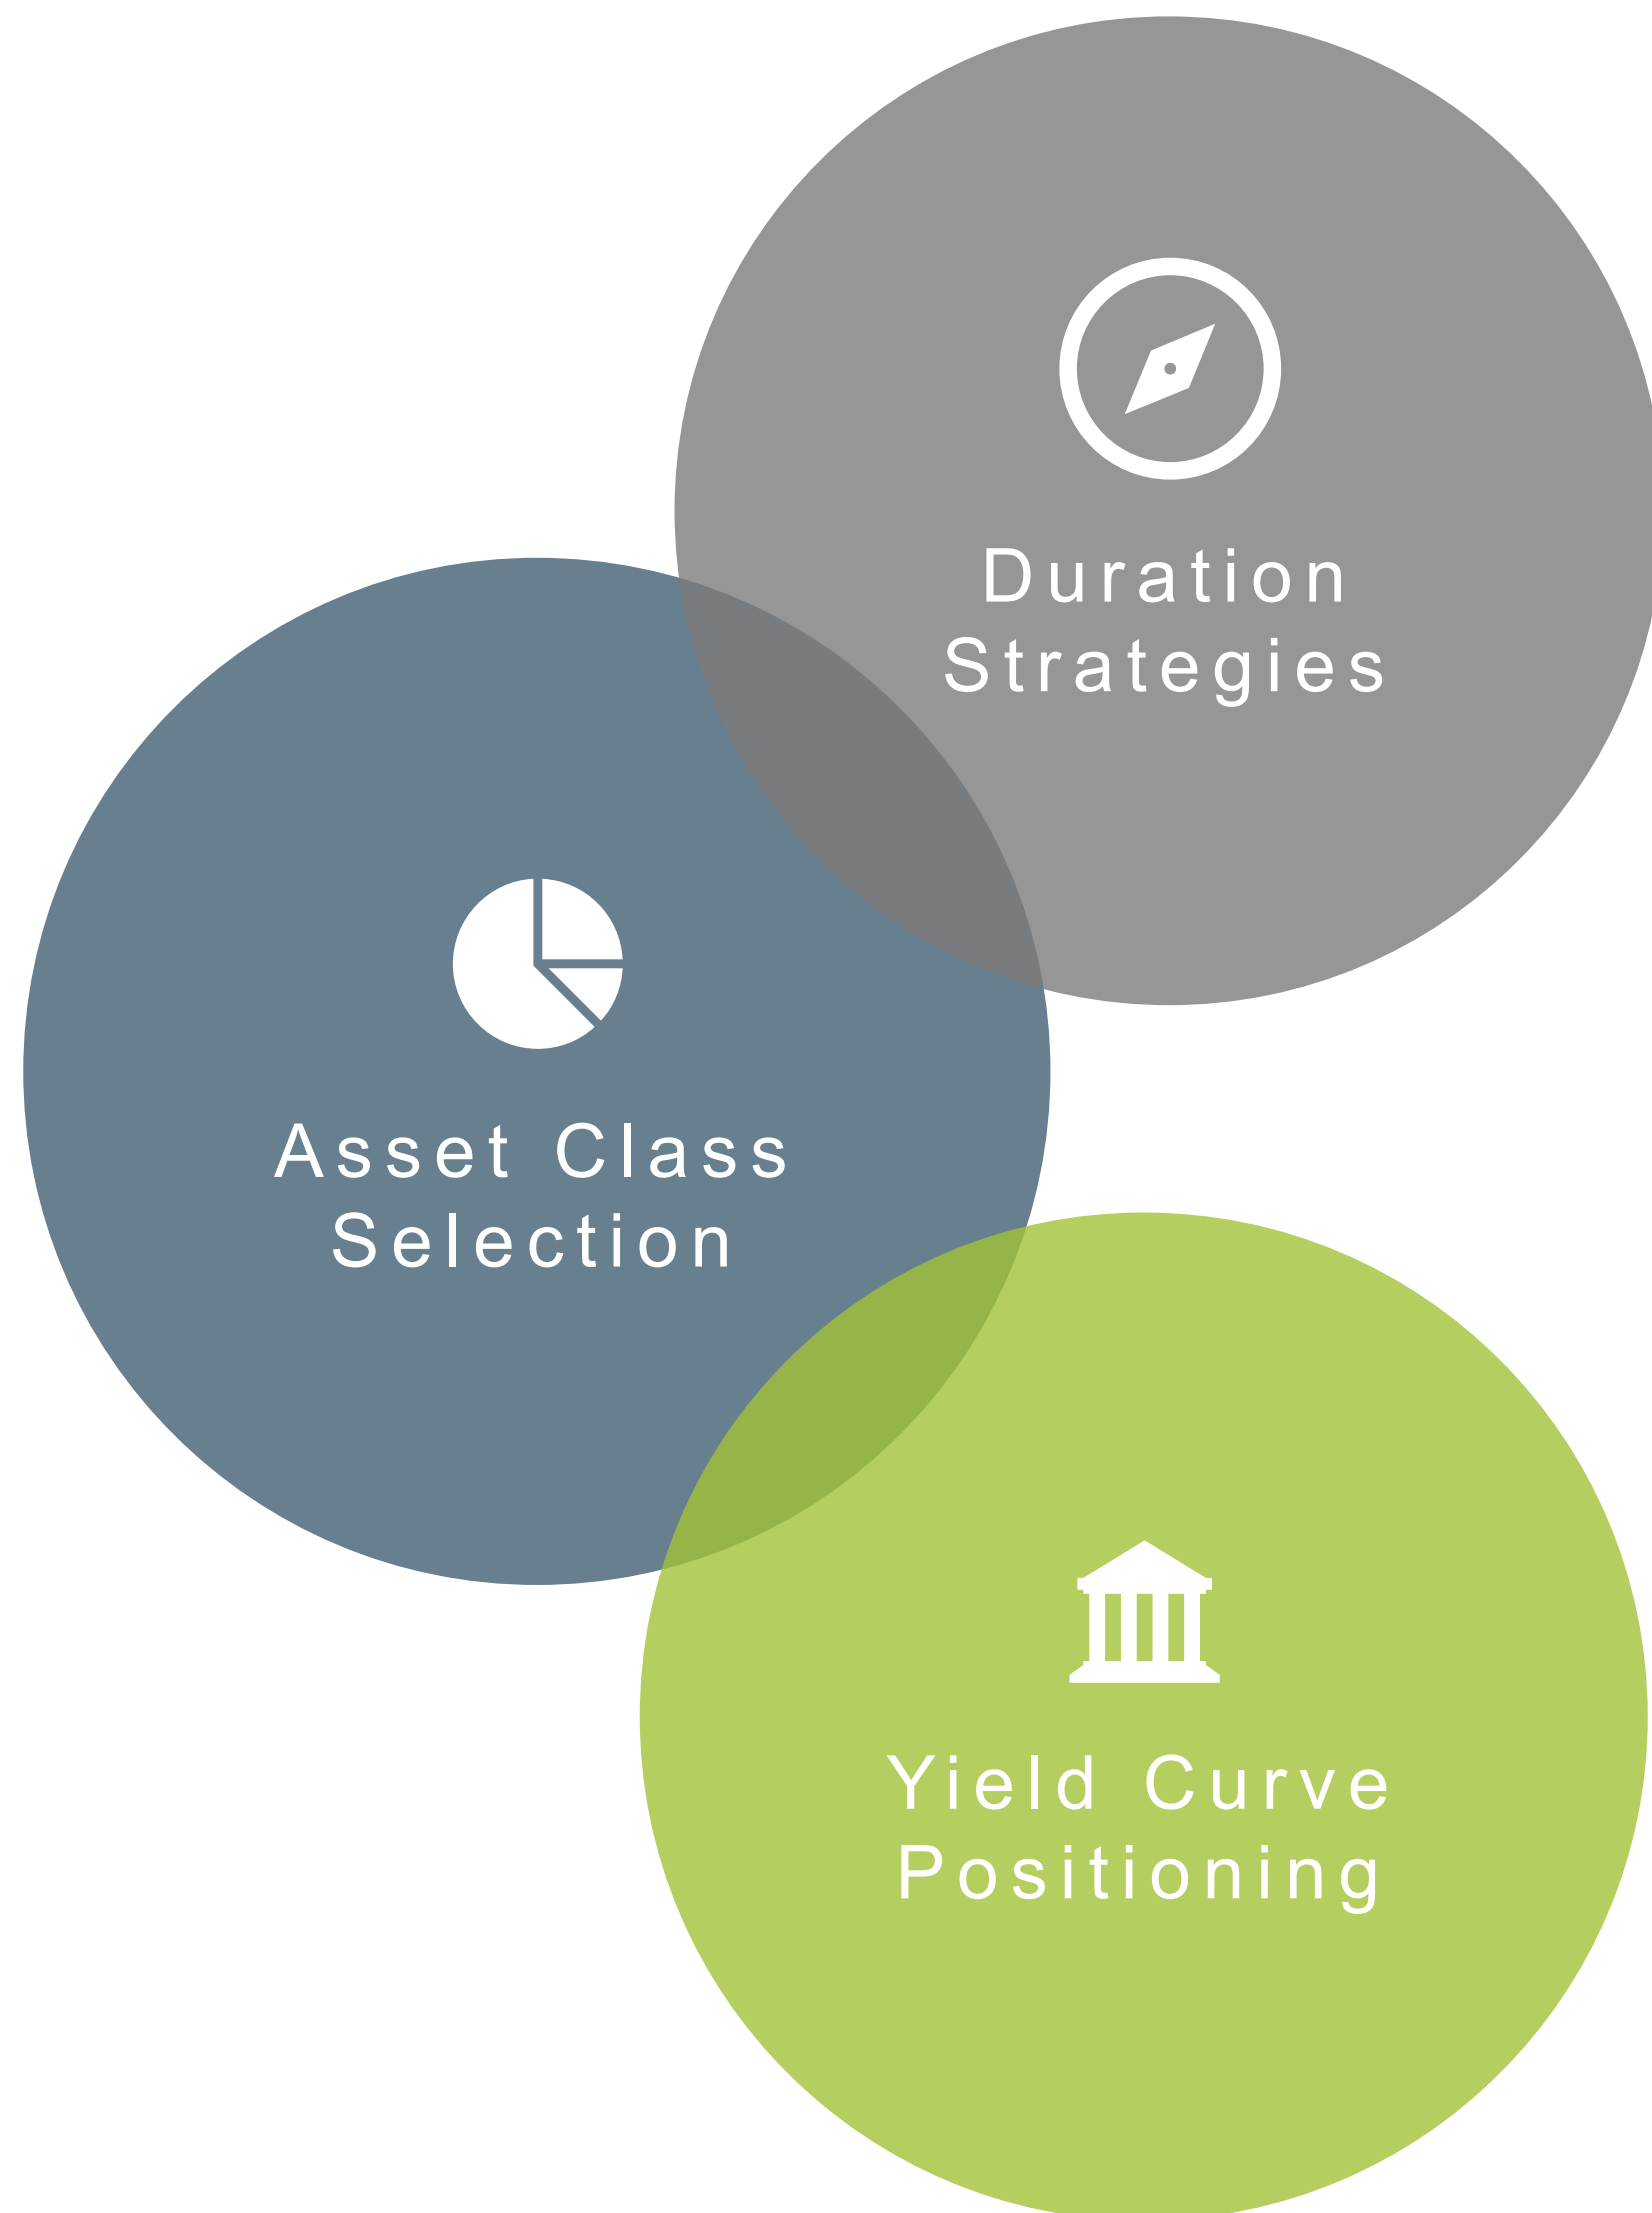 Duration
Strategies
Asset Class
Selection
Yield Curve
Positioning